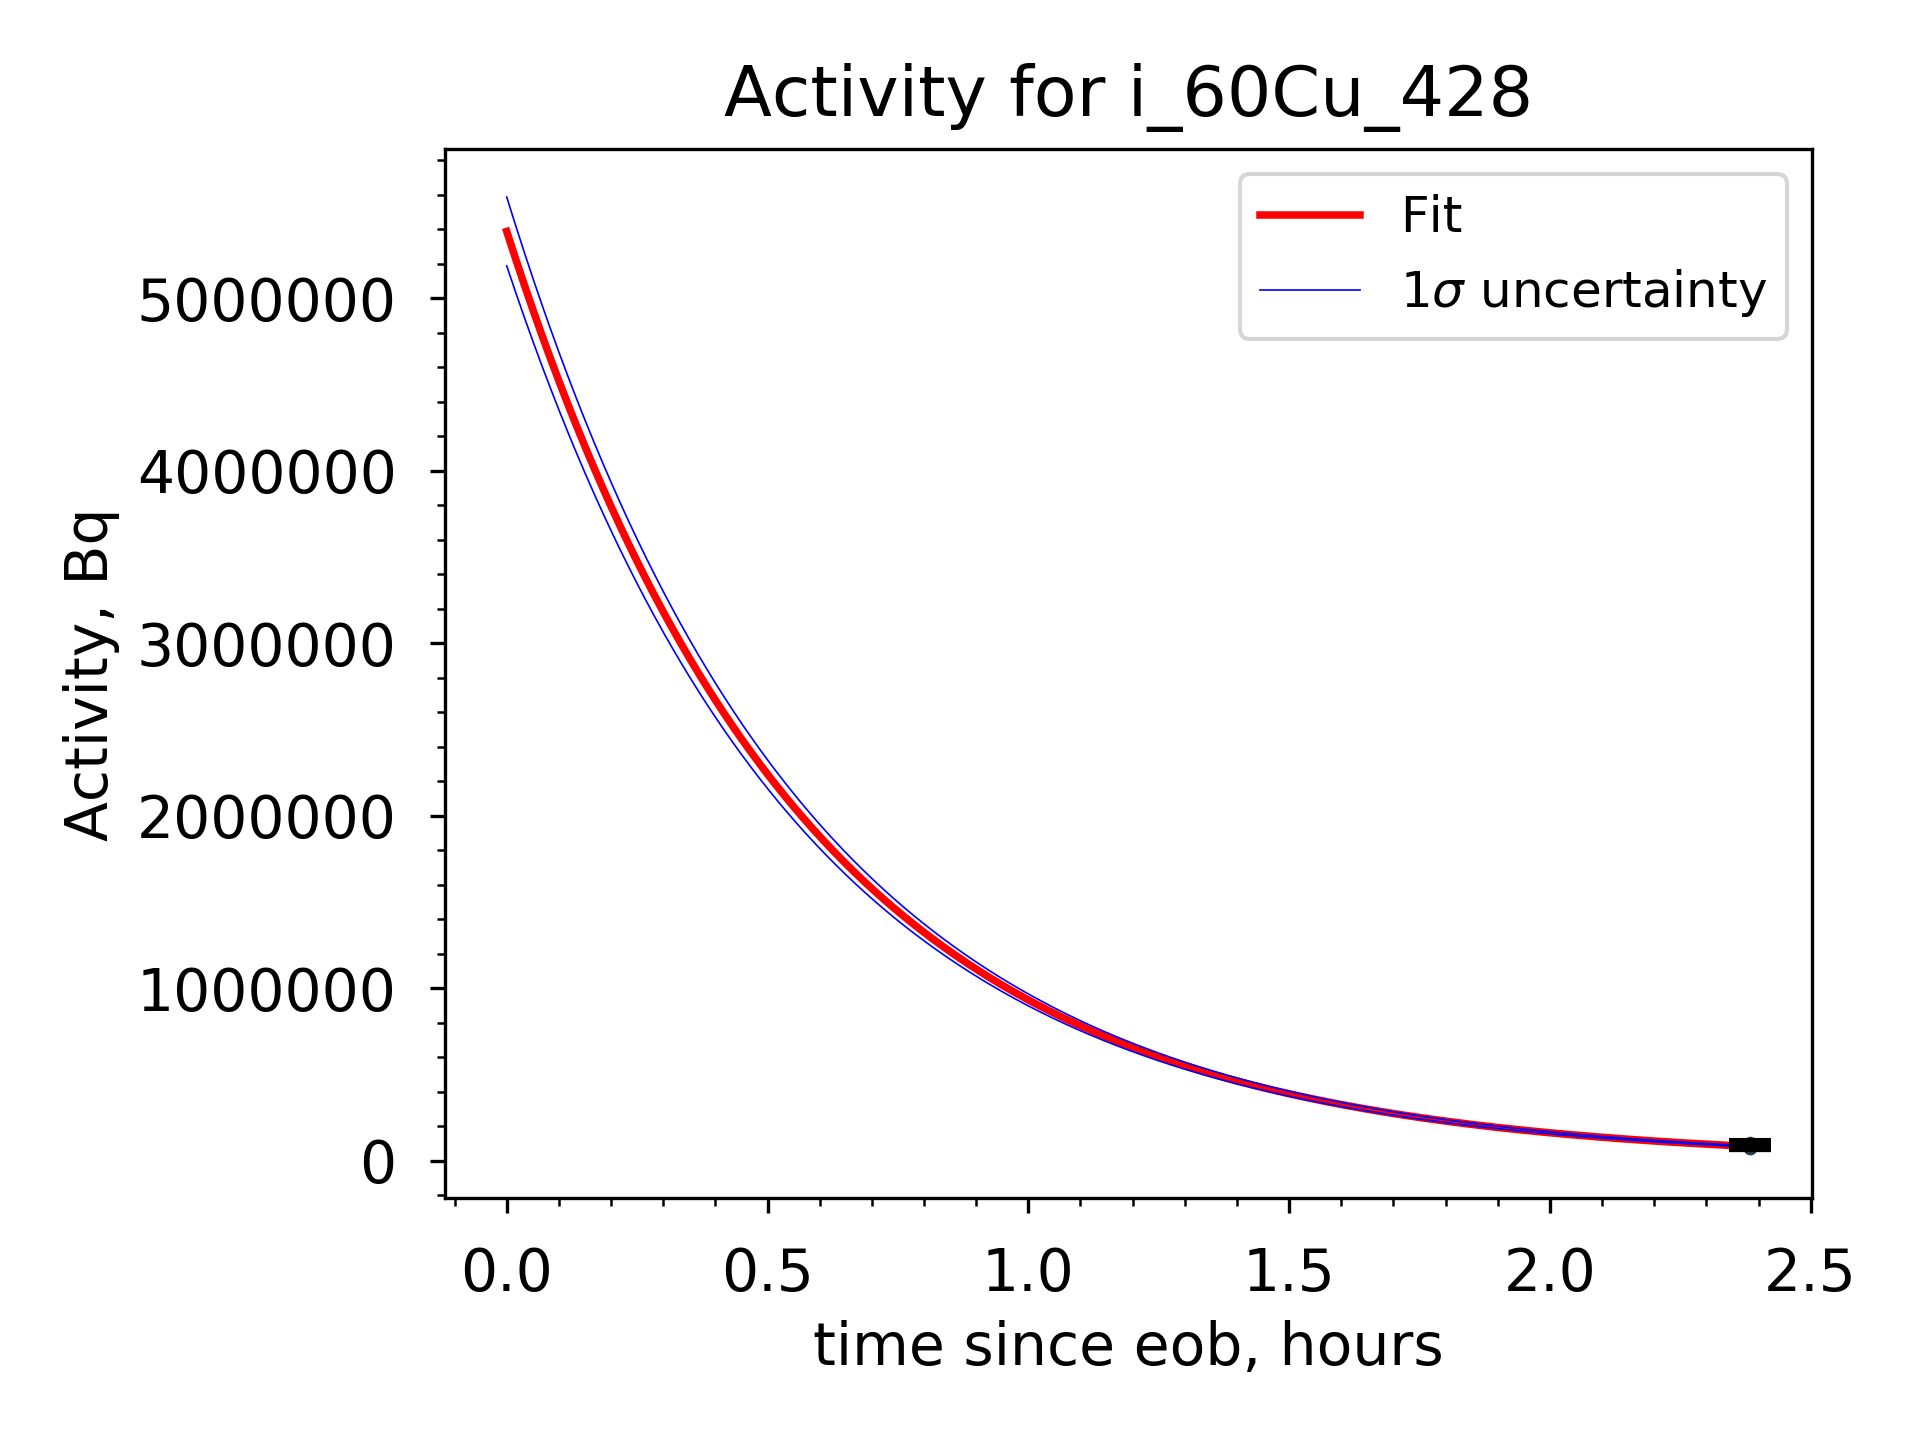 Activity for i_60Cu_428
Fit
1σ uncertainty
Activity, Bq
5000000
4000000
3000000
2000000
1000000
0
0.0 0.5 1.0 1.5 2.0 2.5
time since eob, hours